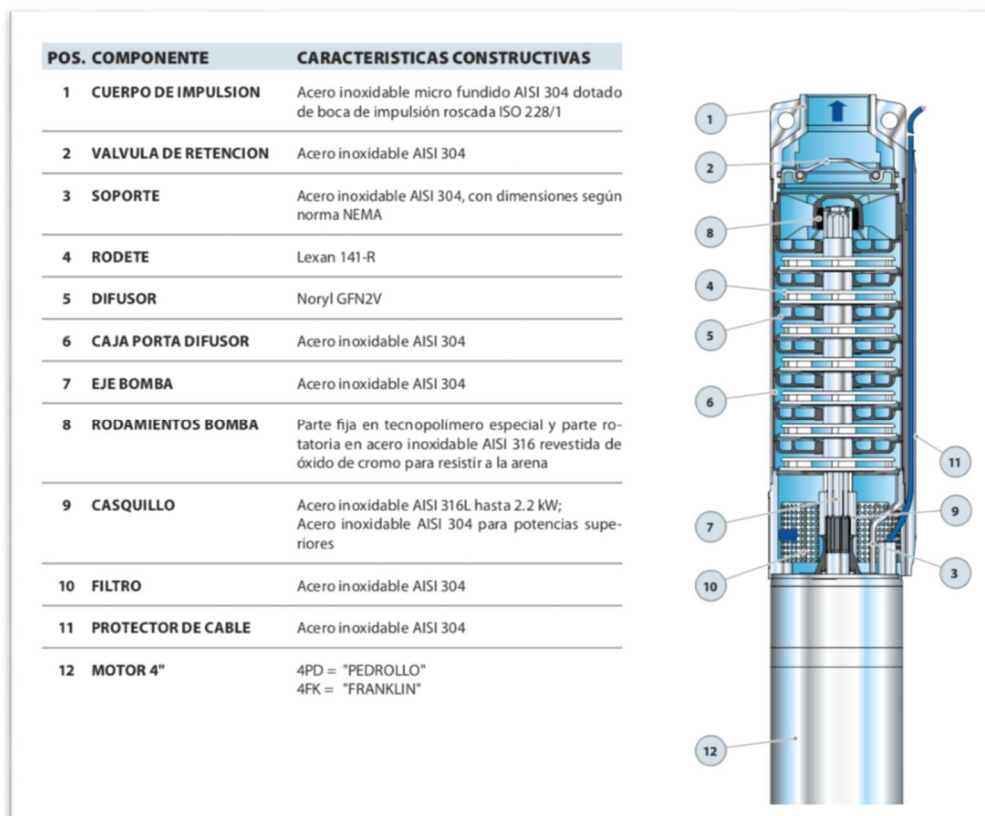 POS. COMPONENTE CARACTERISTICAS CONSTRUCTIVAS
1 CUERPO DE IMPULSION Acero inoxidable micro fundido AISI 304 dotado
de boca de impulsión roscada ISO 228/1
2 VALVULA DE RETENCION Acero inoxidable AISI 304
3 SOPORTE Acero inoxidable AISI 304, con dimensiones según
norma NEMA
4 RODETE Lexan 141-R
5 DIFUSOR Noryl GFN2V
6 CAJA PORTA DIFUSOR Acero inoxidable AISI 304
7 EJE BOMBA Acero inoxidable AISI 304
8 RODAMIENTOS BOMBA Parte fija en tecnopolímero especial y parte ro-
tatoria en acero inoxidable AISI 316 revestida de
óxido de cromo para resistir a la arena
9 CASQUILLO Acero inoxidable AISI 316L hasta 2.2 kW;
Acero inoxidable AISI 304 para potencias supe-
riores
10 FILTRO Acero inoxidable AISI 304
11 PROTECTOR DE CABLE Acero inoxidable AISI 304
12 MOTOR 4" 4PD = "PEDROLLO"
4FK = "FRANKLIN"
1
2
8
4
5
6
11
9
7
3
10
12